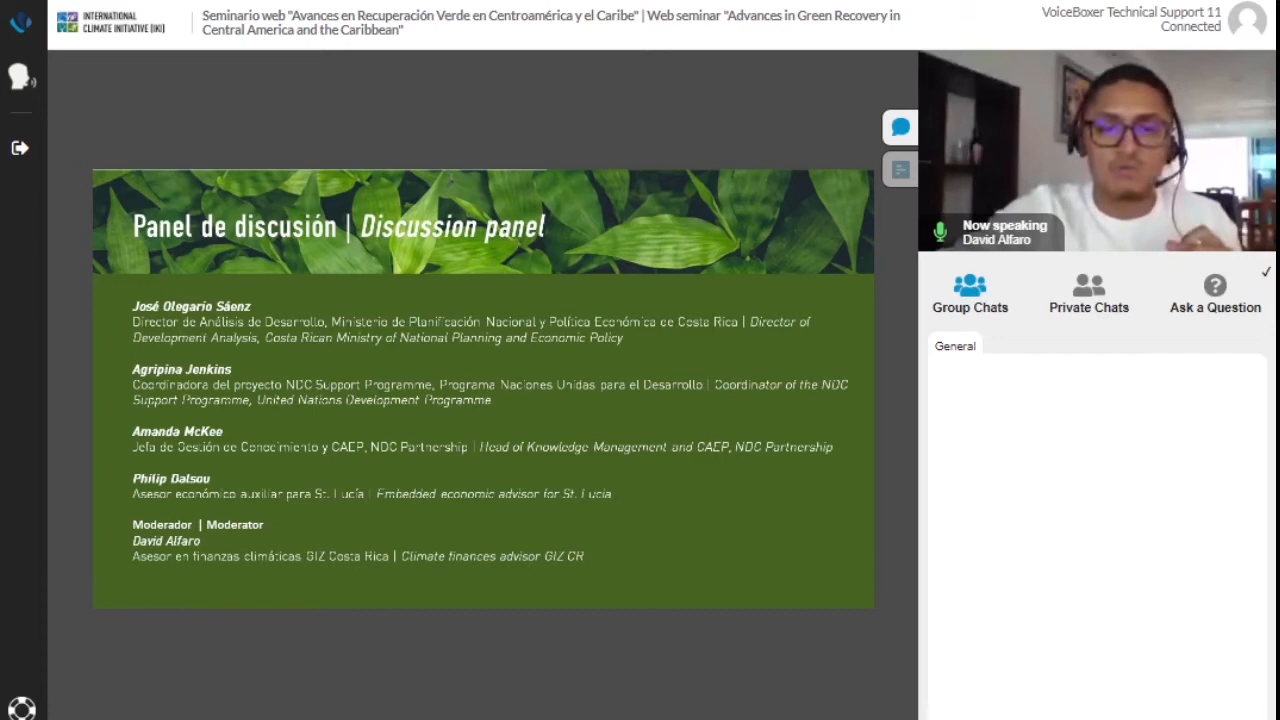 INTERNATIONAL
CLIMATE INITIATIVE (IKI)
Seminario web "Avances en Recuperación Verde en Centroamérica y el Caribe" | Web seminar "Advances in Green Recovery in
Central America and the Caribbean"
VoiceBoxer Technical Support 11
Connected
Panel de discusión | Discussion panel
José Olegario Sáenz
Director de Análisis de Desarrollo, Ministerio de Planificación Nacional y Política Económica de Costa Rica | Director of
Development Analysis, Costa Rican Ministry of National Planning and Economic Policy
Agripina Jenkins
Coordinadora del proyecto NDC Support Programme, Programa Naciones Unidas para el Desarrollo | Coordinator of the NDC
Support Programme, United Nations Development Programme
Amanda McKee
Jefa de Gestión de Conocimiento y CAEP, NDC Partnership | Head of Knowledge Management and CAEP, NDC Partnership
Philip Dalsou
Asesor económico auxiliar para St. Lucía | Embedded economic advisor for St. Lucia
Moderador | Moderator
David Alfaro
Asesor en finanzas climáticas GIZ Costa Rica | Climate finances advisor GIZ CR
Now speaking
David Alfaro
Group Chats
Private Chats
Ask a Question
General